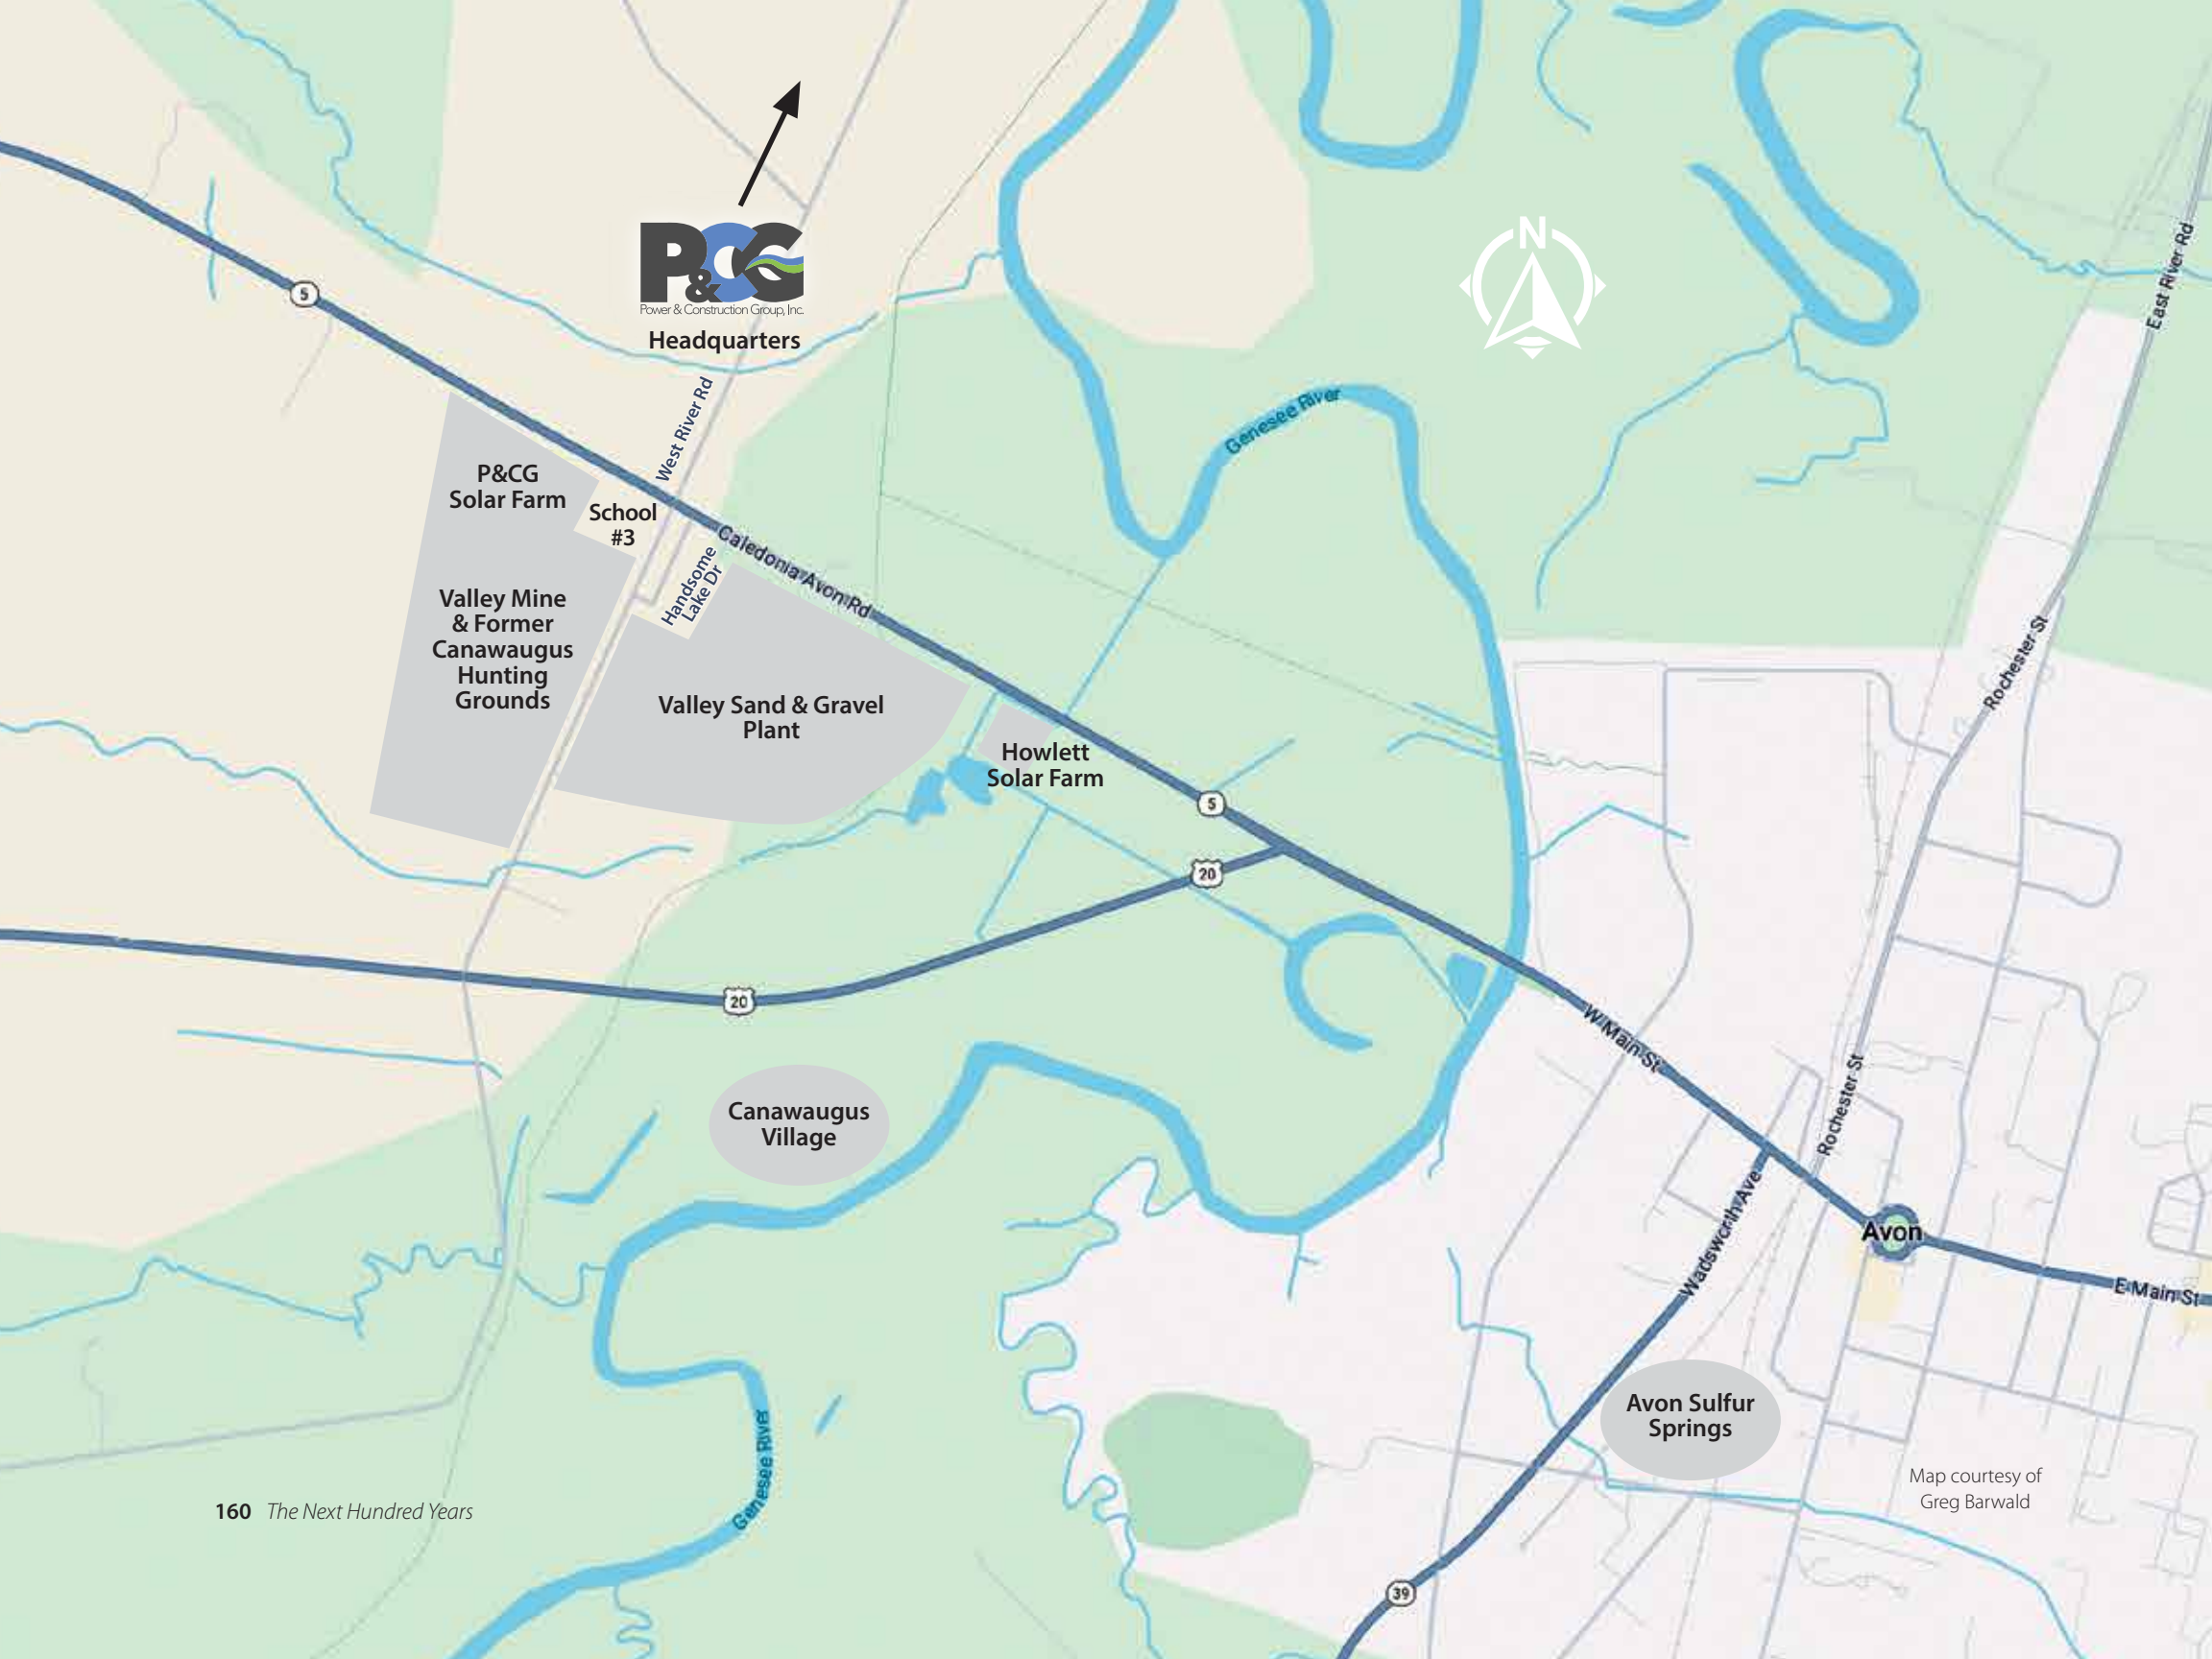 P&CG
Power & Construction Group, Inc.
Headquarters
N
East River Rd
5
West River Rd
Genesee River
P&CG
Solar Farm
School
#3
Caledonia Avon Rd
Handsome
Lake Dr
Valley Mine
& Former
Canawaugus
Hunting
Grounds
Valley Sand & Gravel
Plant
Rochester St
Howlett
Solar Farm
5
20
20
W Main St
Canawaugus
Village
Rochester St
Wadsworth Ave
Avon
E Main St
Avon Sulfur
Springs
Genesee River
Map courtesy of
Greg Barwald
160 The Next Hundred Years
39